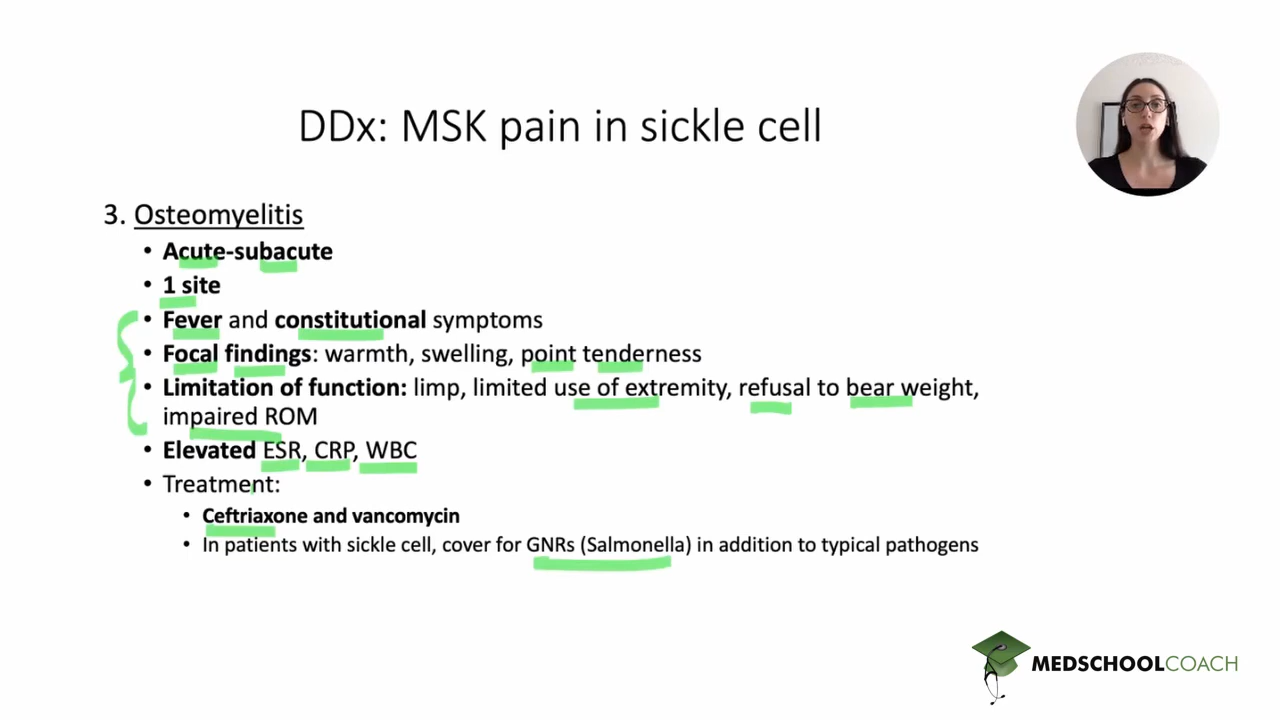 DDx: MSK pain in sickle cell
3. Osteomyelitis
• Acute-subacute
• 1 site
• Fever and constitutional symptoms
• Focal findings: warmth, swelling, point tenderness
• Limitation of function: limp, limited use of extremity, refusal to bear weight,
impaired ROM
• Elevated ESR, CRP, WBC
• Treatment:
• Ceftriaxone and vancomycin
• In patients with sickle cell, cover for GNRs (Salmonella) in addition to typical pathogens
MEDSCHOOLCOACH